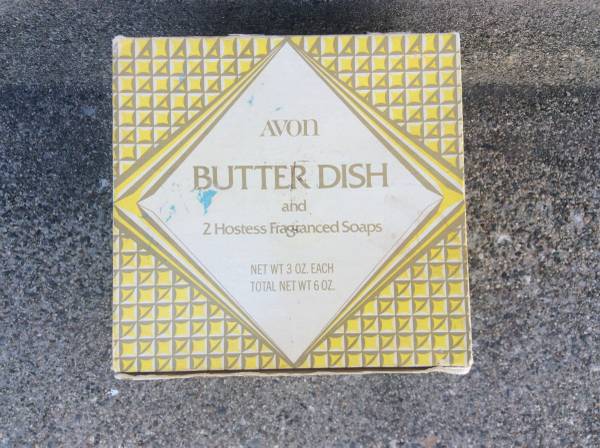 AVON
BUTTER DISH
and
2 Hostess Fragranced Soaps
NET WT 3 OZ. EACH
TOTAL NET WT 6 OZ.